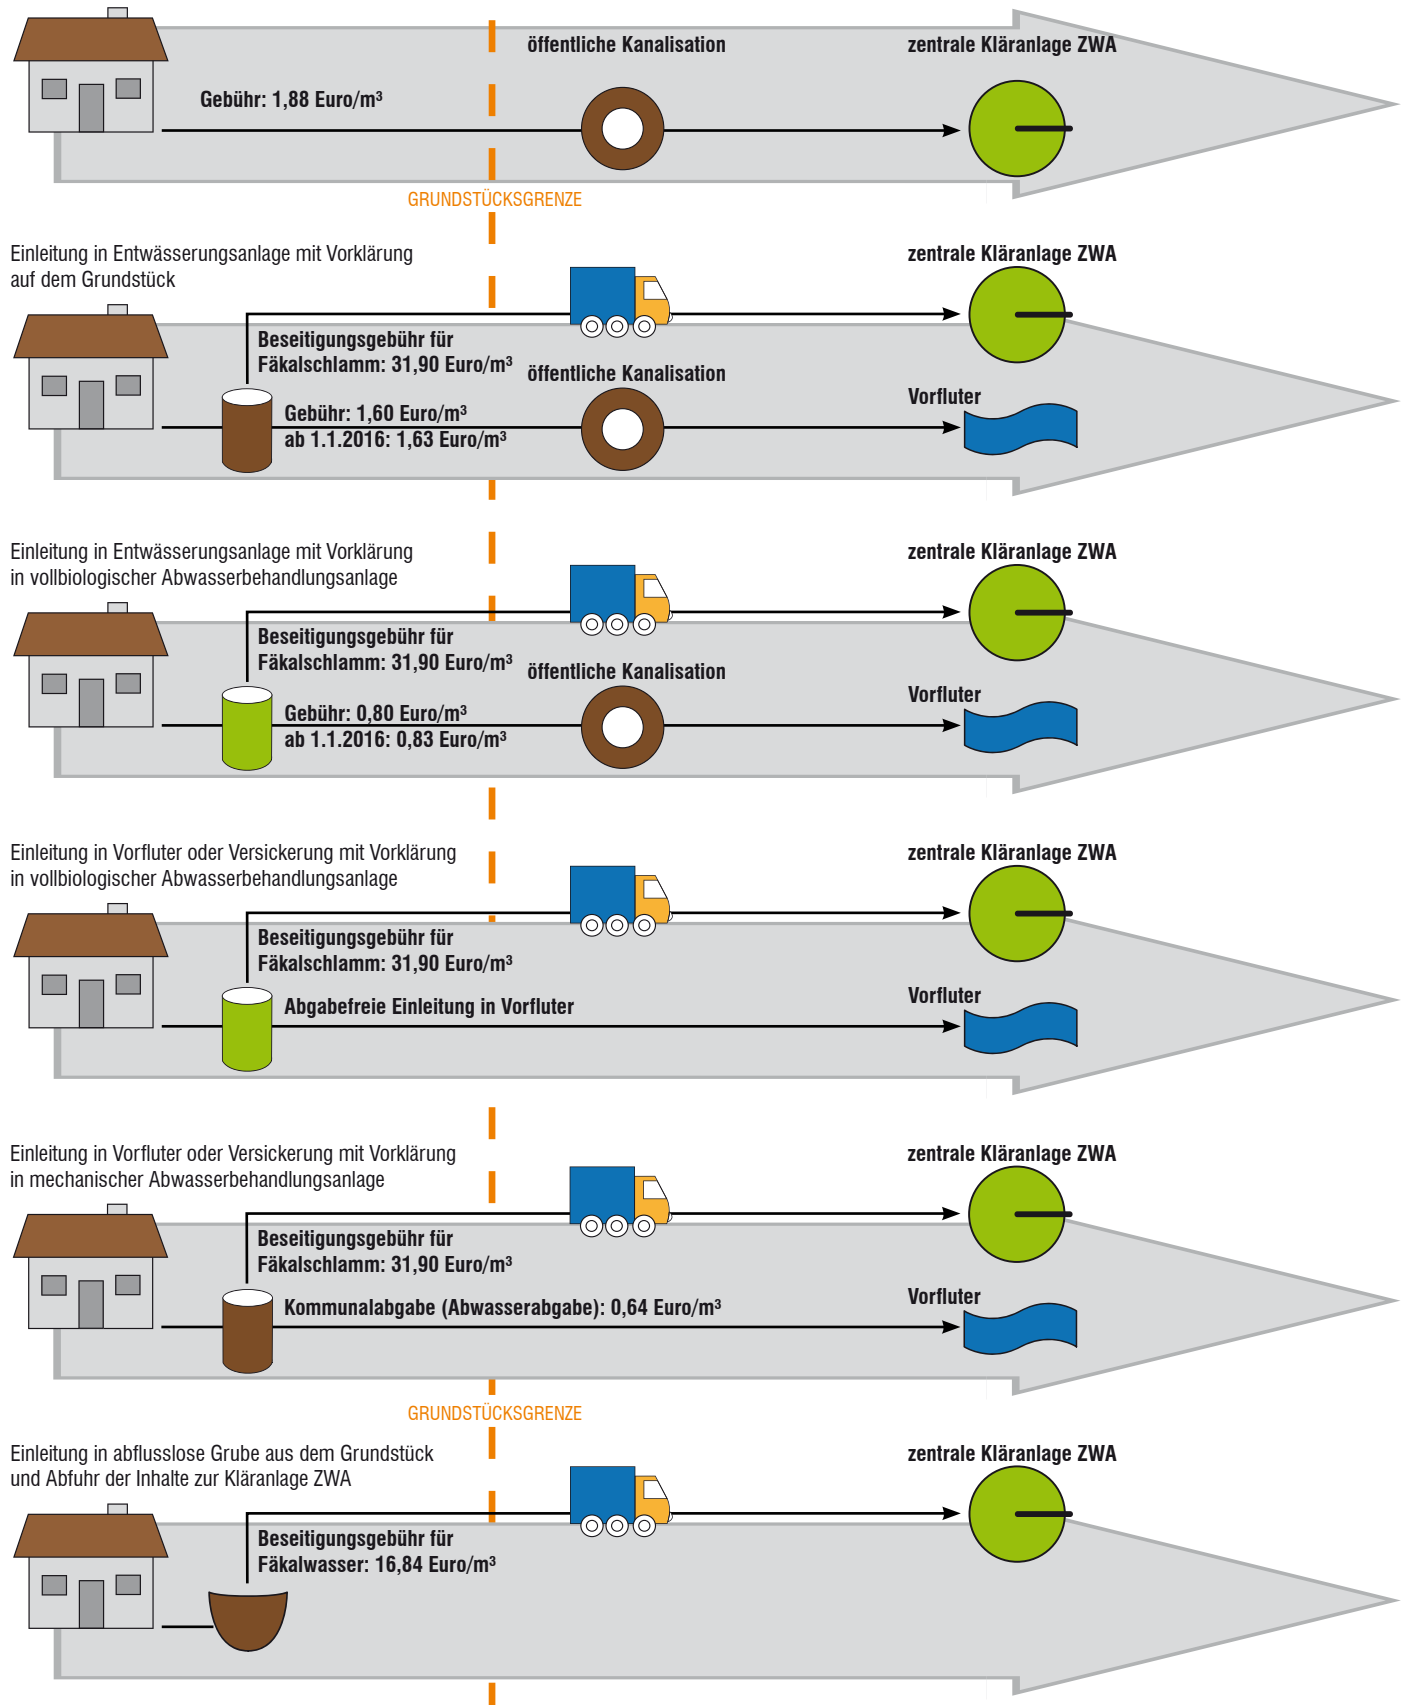 öffentliche Kanalisation
zentrale Kläranlage ZWA
Gebühr: 1,88 Euro/m³
GRUNDSTÜCKSGRENZE
Einleitung in Entwässerungsanlage mit Vorklärung
auf dem Grundstück
zentrale Kläranlage ZWA
Beseitigungsgebühr für
Fäkalschlamm: 31,90 Euro/m³
öffentliche Kanalisation
Vorfluter
Gebühr: 1,60 Euro/m³
ab 1.1.2016: 1,63 Euro/m³
Einleitung in Entwässerungsanlage mit Vorklärung
in vollbiologischer Abwasserbehandlungsanlage
zentrale Kläranlage ZWA
Beseitigungsgebühr für
Fäkalschlamm: 31,90 Euro/m³
öffentliche Kanalisation
Vorfluter
Gebühr: 0,80 Euro/m³
ab 1.1.2016: 0,83 Euro/m³
Einleitung in Vorfluter oder Versickerung mit Vorklärung
in vollbiologischer Abwasserbehandlungsanlage
zentrale Kläranlage ZWA
Beseitigungsgebühr für
Fäkalschlamm: 31,90 Euro/m³
Abgabefreie Einleitung in Vorfluter
Vorfluter
Einleitung in Vorfluter oder Versickerung mit Vorklärung
in mechanischer Abwasserbehandlungsanlage
zentrale Kläranlage ZWA
Beseitigungsgebühr für
Fäkalschlamm: 31,90 Euro/m³
Kommunalabgabe (Abwasserabgabe): 0,64 Euro/m³
Vorfluter
GRUNDSTÜCKSGRENZE
Einleitung in abflusslose Grube aus dem Grundstück
und Abfuhr der Inhalte zur Kläranlage ZWA
zentrale Kläranlage ZWA
Beseitigungsgebühr für
Fäkalwasser: 16,84 Euro/m³